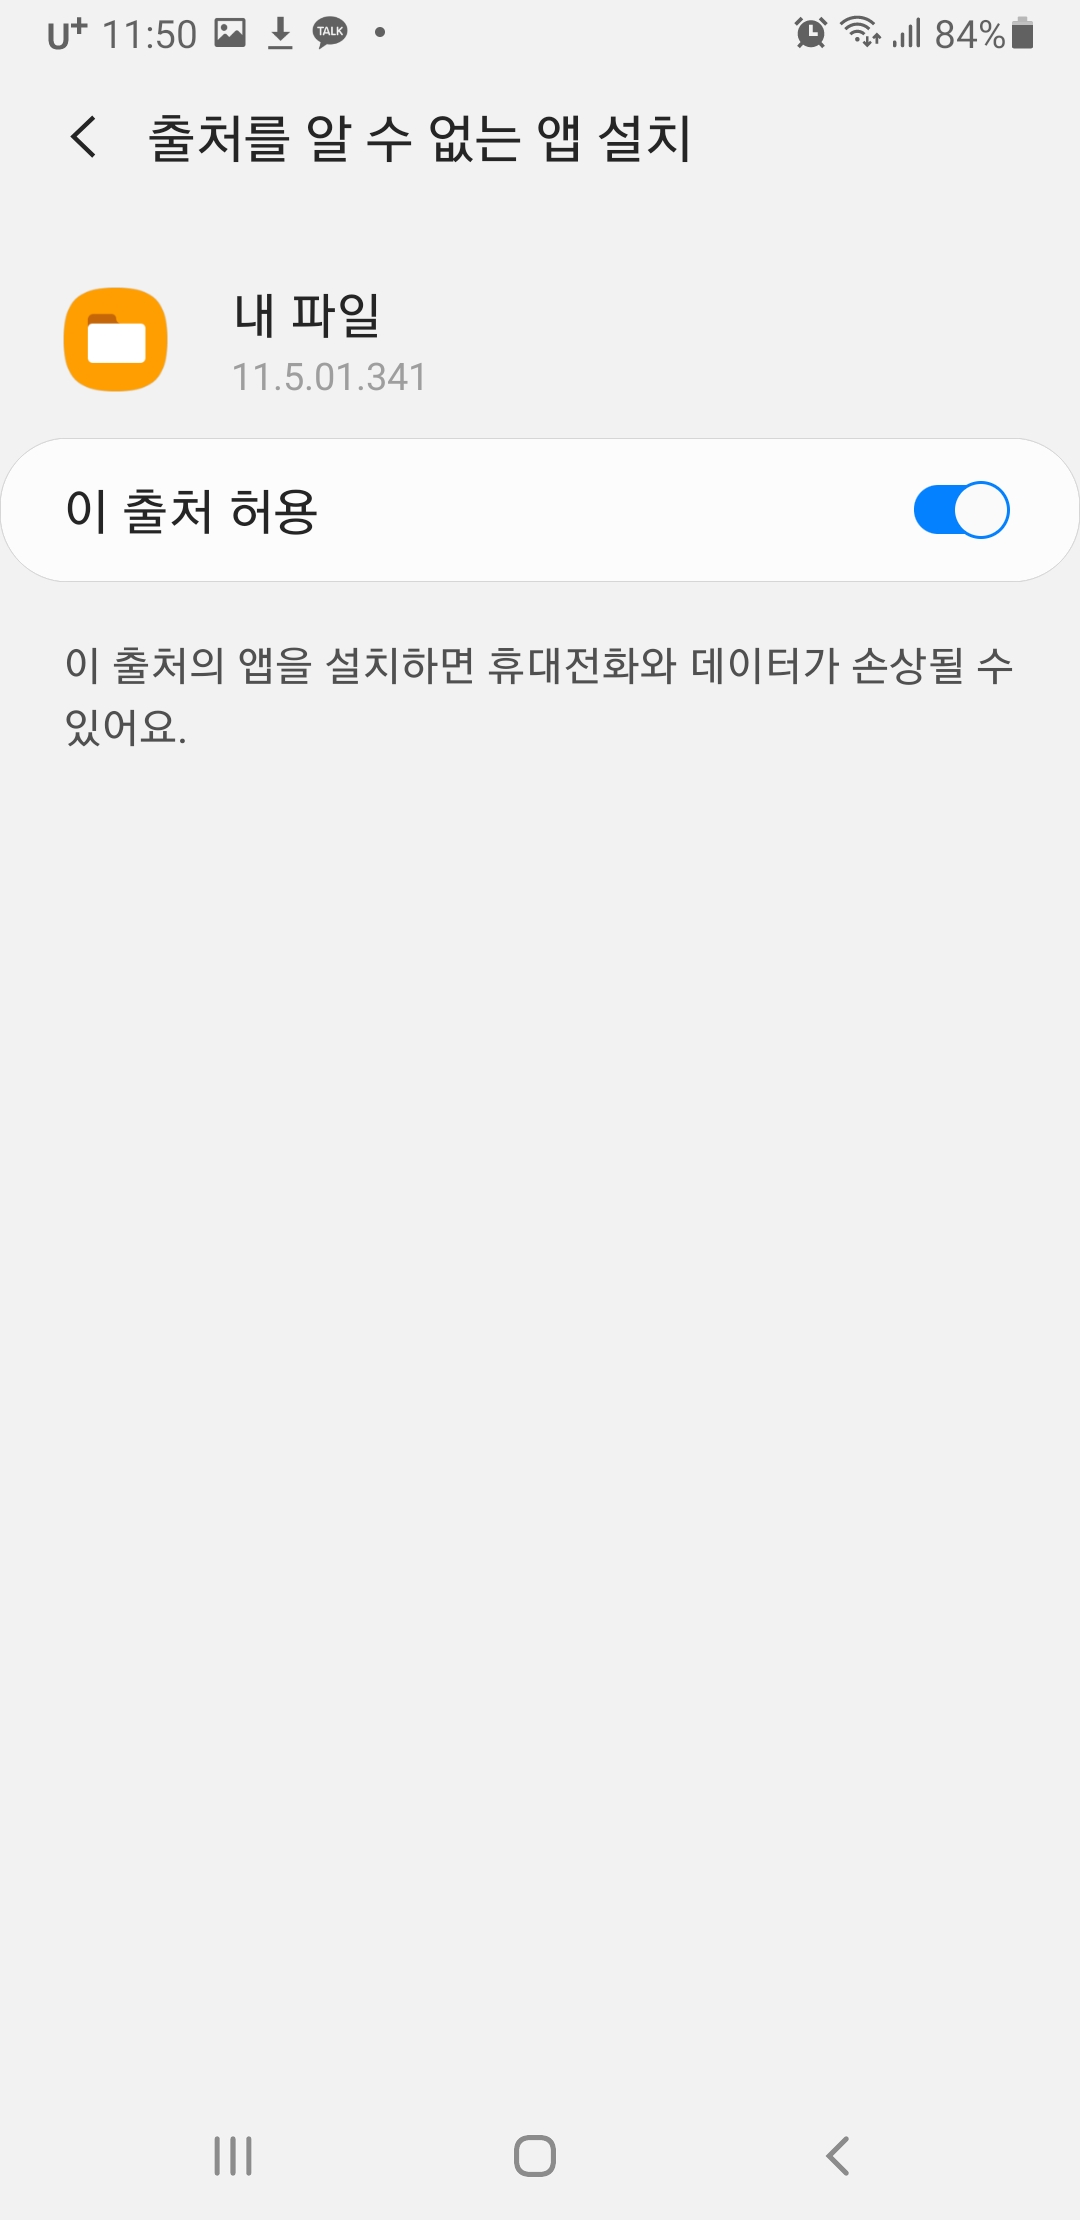 U+ 11:50 TALK 84%
출처를 알 수 없는 앱 설치
내 파일
11.5.01.341
이 출처 허용
이 출처의 앱을 설치하면 휴대전화와 데이터가 손상될 수
있어요.